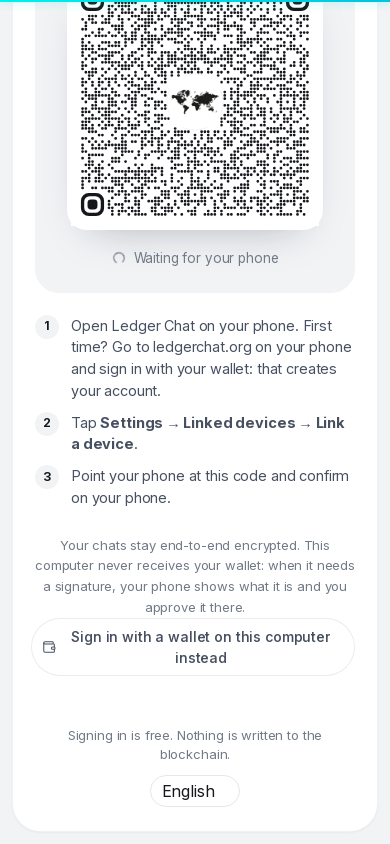 Waiting for your phone
1 Open Ledger Chat on your phone. First
time? Go to ledgerchat.org on your phone
and sign in with your wallet: that creates
your account.
2 Tap Settings → Linked devices → Link
a device.
3 Point your phone at this code and confirm
on your phone.
Your chats stay end-to-end encrypted. This
computer never receives your wallet: when it needs
a signature, your phone shows what it is and you
approve it there.
Sign in with a wallet on this computer
instead
Signing in is free. Nothing is written to the
blockchain.
English